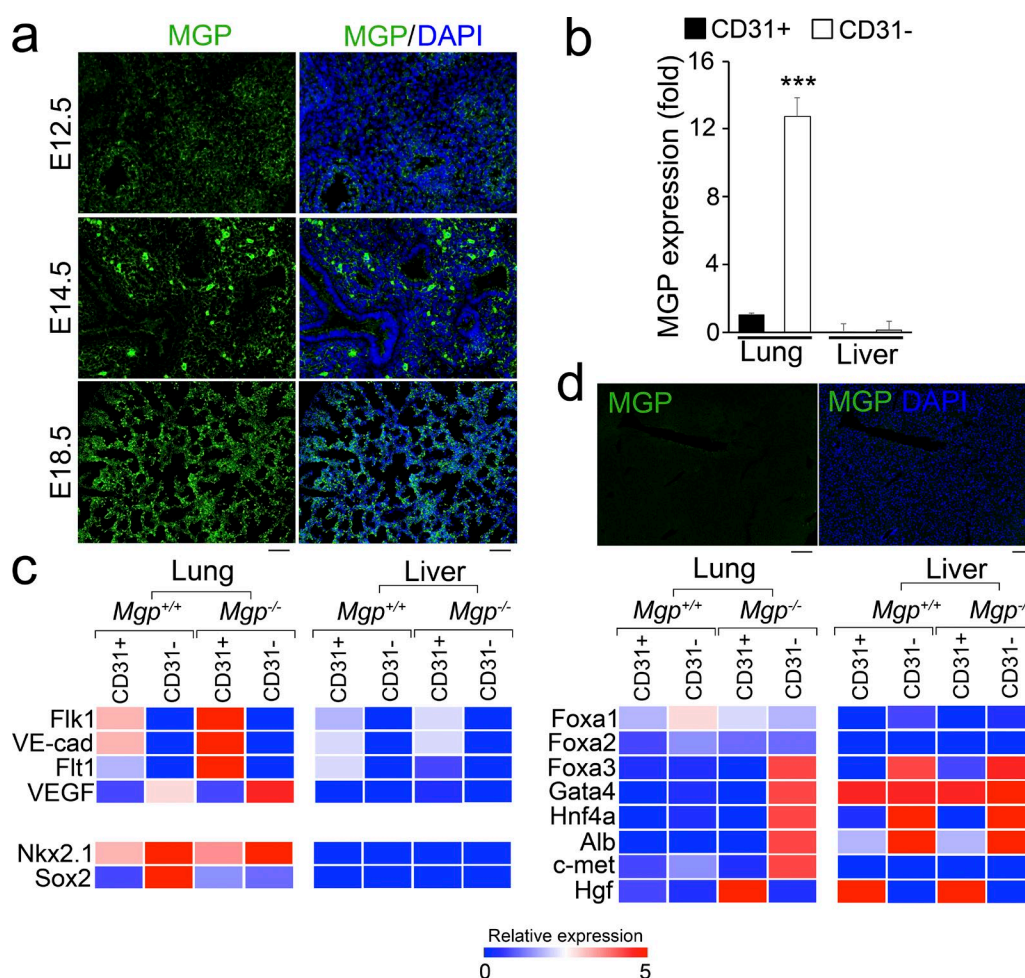 a
MGP
MGP/DAPI
E12.5
E14.5
E18.5
b
CD31+
CD31-
MGP expression (fold)
16
12
8
4
0
***
Lung
Liver
d
MGP
MGP DAPI
c
Lung
Liver
Mgp+/+
Mgp-/-
Mgp+/+
Mgp-/-
CD31+
CD31-
CD31+
CD31-
CD31+
CD31-
CD31+
CD31-
Flk1
VE-cad
Flt1
VEGF
Nkx2.1
Sox2
Lung
Liver
Mgp+/+
Mgp-/-
Mgp+/+
Mgp-/
CD31+
CD31-
CD31+
CD31-
CD31+
CD31-
CD31+
CD31-
Foxa1
Foxa2
Foxa3
Gata4
Hnf4a
Alb
c-met
Hgf
Relative expression
0
5